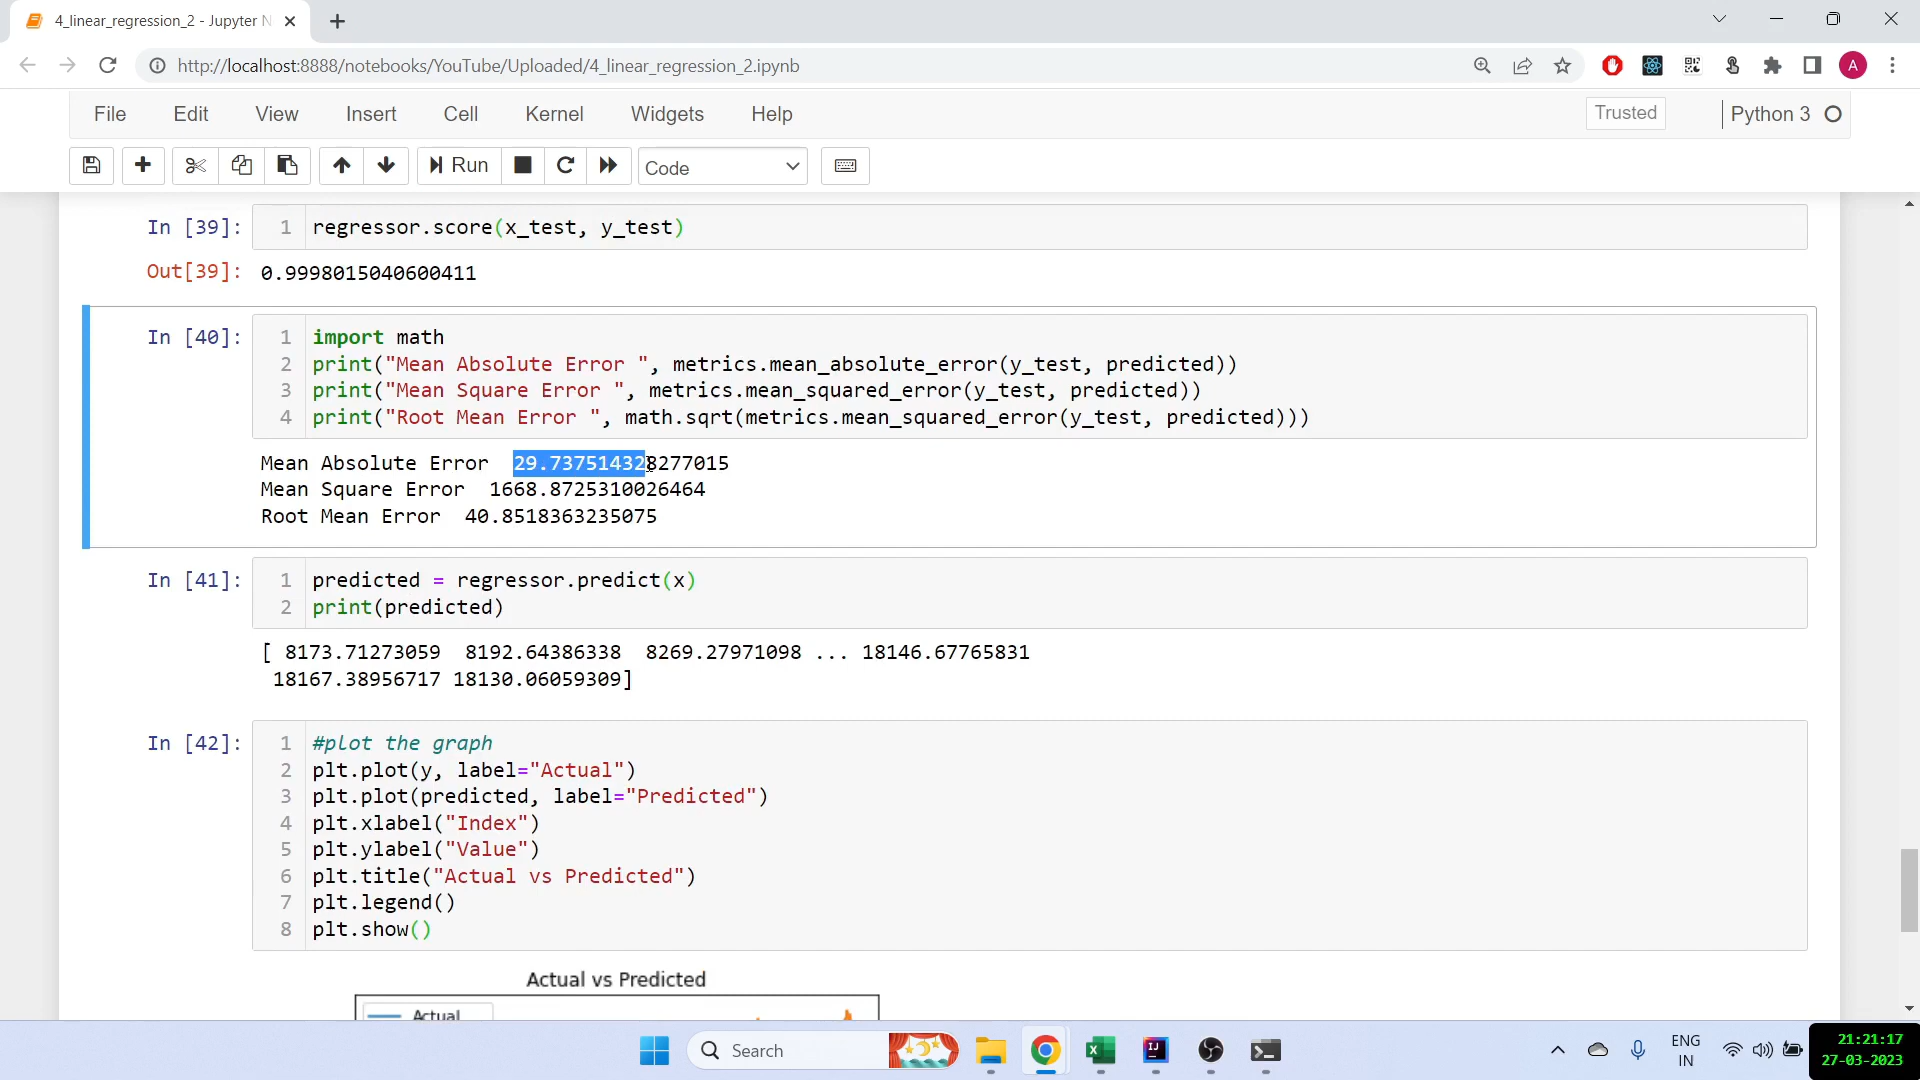 4_linear_regression_2 - Jupyter N
http://localhost:8888/notebooks/YouTube/Uploaded/4_linear_regression_2.ipynb
A
File Edit View Insert Cell Kernel Widgets Help Trusted Python 3
Run Code
In [39]: 1 regressor.score(x_test, y_test)
Out[39]: 0.9998015040600411
In [40]: 1 import math
2 print("Mean Absolute Error ", metrics.mean_absolute_error(y_test, predicted))
3 print("Mean Square Error ", metrics.mean_squared_error(y_test, predicted))
4 print("Root Mean Error ", math.sqrt(metrics.mean_squared_error(y_test, predicted)))
Mean Absolute Error 29.737514328277015
Mean Square Error 1668.8725310026464
Root Mean Error 40.8518363235075
In [41]: 1 predicted = regressor.predict(x)
2 print(predicted)
[ 8173.71273059 8192.64386338 8269.27971098 ... 18146.67765831
18167.38956717 18130.06059309]
In [42]: 1 #plot the graph
2 plt.plot(y, label="Actual")
3 plt.plot(predicted, label="Predicted")
4 plt.xlabel("Index")
5 plt.ylabel("Value")
6 plt.title("Actual vs Predicted")
7 plt.legend()
8 plt.show()
Actual vs Predicted
Actual
Search
IJ
ENG
IN
21:21:17
27-03-2023